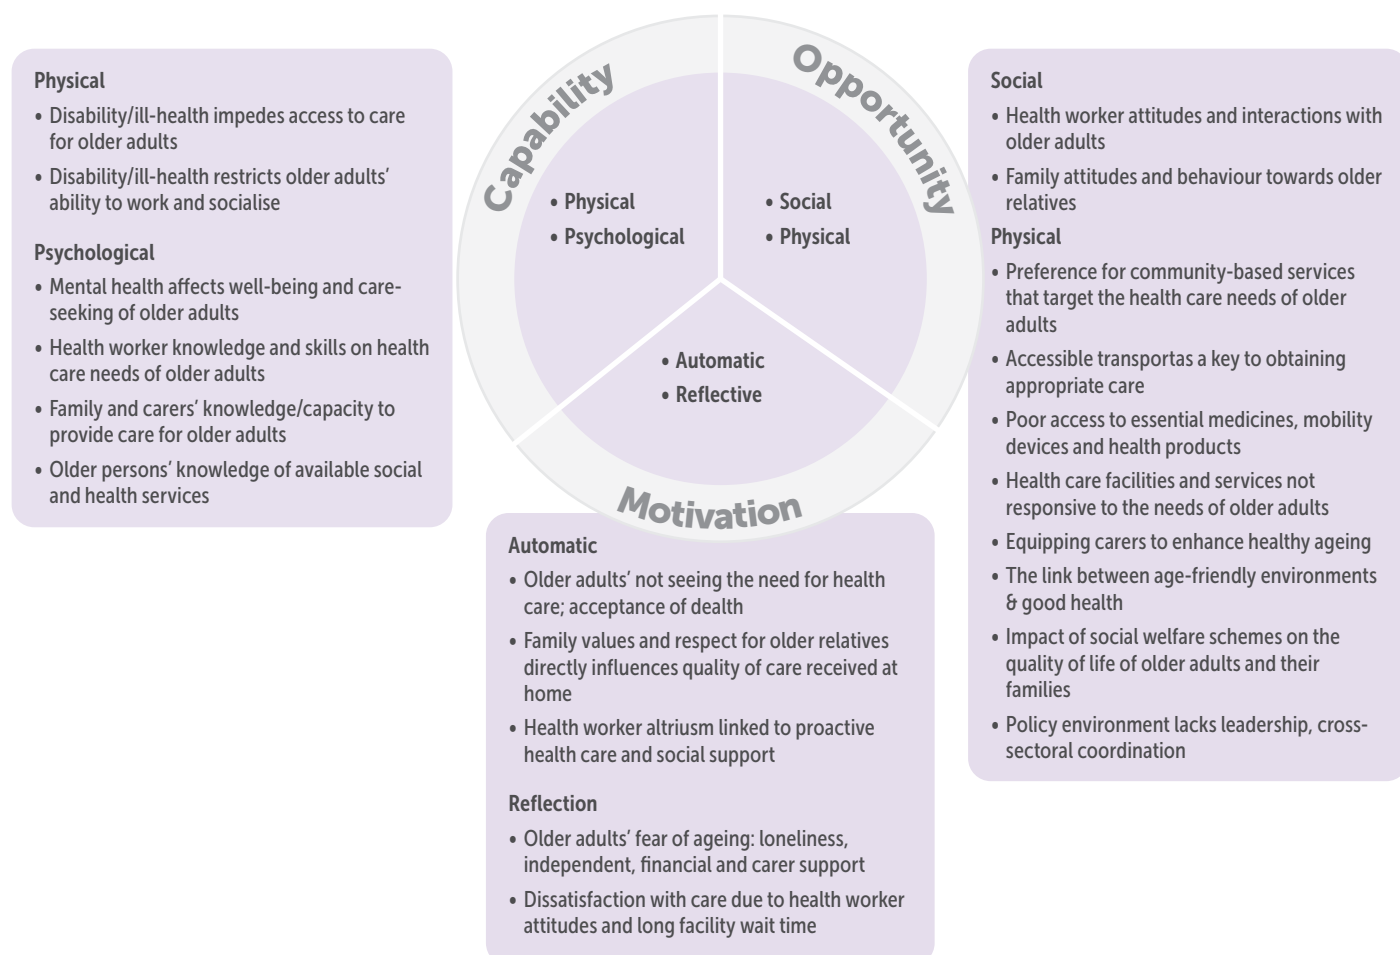 Capability
Opportunity
Motivation
• Physical
• Psychological
• Social
• Physical
• Automatic
• Reflective
Physical
• Disability/ill-health impedes access to care
for older adults
• Disability/ill-health restricts older adults'
ability to work and socialise
Psychological
• Mental health affects well-being and care-
seeking of older adults
• Health worker knowledge and skills on health
care needs of older adults
• Family and carers' knowledge/capacity to
provide care for older adults
• Older persons' knowledge of available social
and health services
Social
• Health worker attitudes and interactions with
older adults
• Family attitudes and behaviour towards older
relatives
Physical
• Preference for community-based services
that target the health care needs of older
adults
• Accessible transportas a key to obtaining
appropriate care
• Poor access to essential medicines, mobility
devices and health products
• Health care facilities and services not
responsive to the needs of older adults
• Equipping carers to enhance healthy ageing
• The link between age-friendly environments
& good health
• Impact of social welfare schemes on the
quality of life of older adults and their
families
• Policy environment lacks leadership, cross-
sectoral coordination
Automatic
• Older adults' not seeing the need for health
care; acceptance of dealth
• Family values and respect for older relatives
directly influences quality of care received at
home
• Health worker altriusm linked to proactive
health care and social support
Reflection
• Older adults' fear of ageing: loneliness,
independent, financial and carer support
• Dissatisfaction with care due to health worker
attitudes and long facility wait time